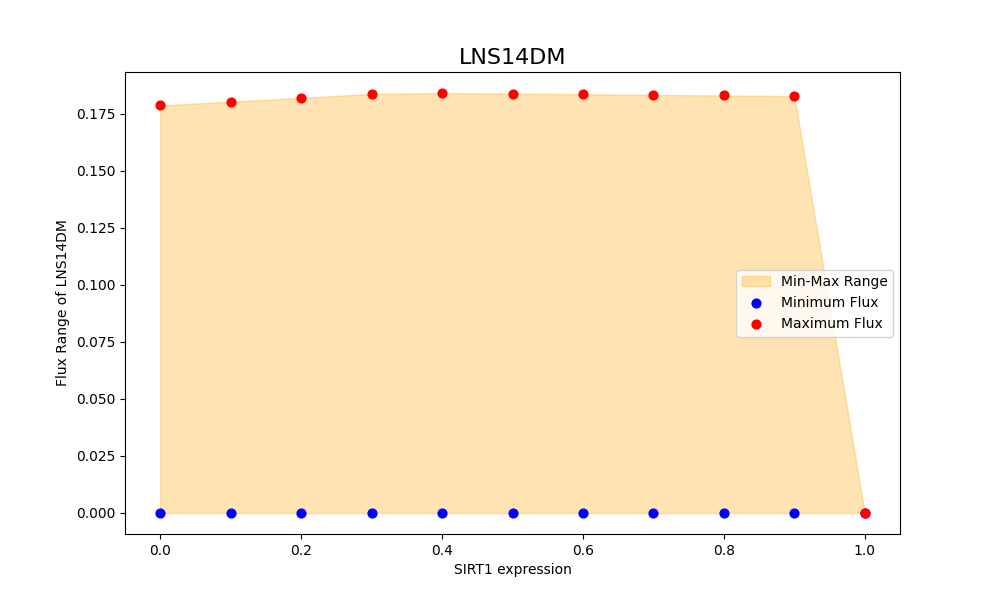 LNS14DM
Flux Range of LNS14DM
0.175
0.150
0.125
0.100
0.075
0.050
0.025
0.000
Min-Max Range
Minimum Flux
Maximum Flux
0.0 0.2 0.4 0.6 0.8 1.0
SIRT1 expression